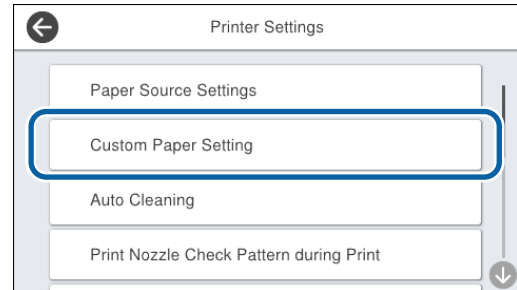 Printer Settings
Paper Source Settings
Custom Paper Setting
Auto Cleaning
Print Nozzle Check Pattern during Print